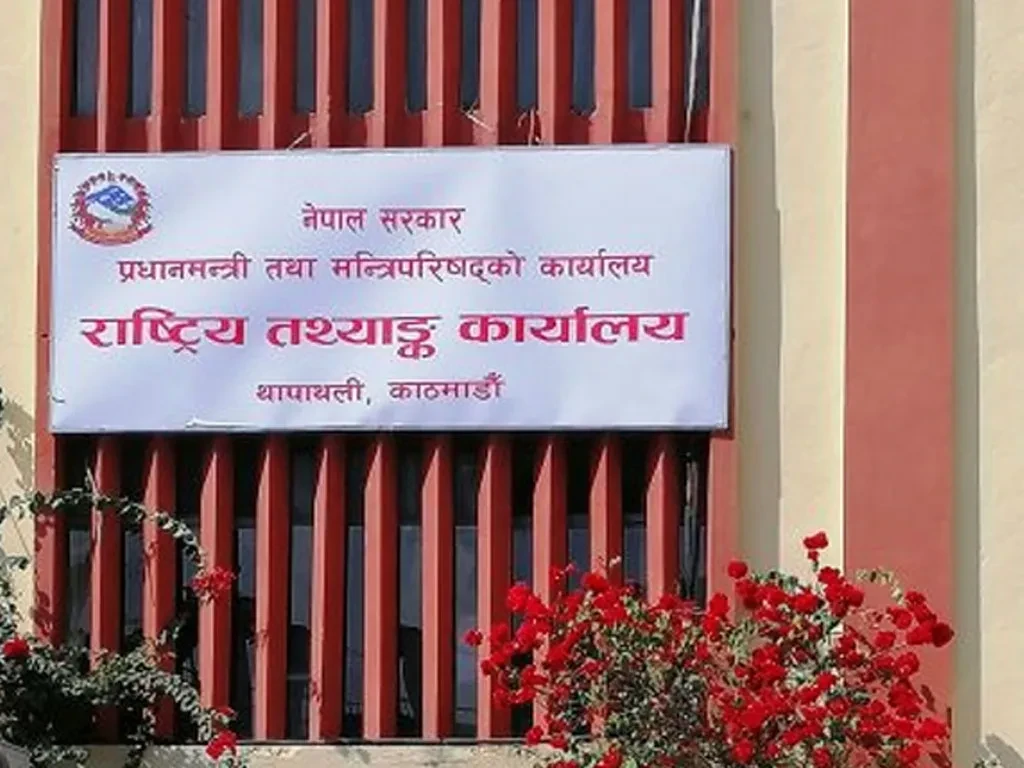 नेपाल सरकार
प्रधानमन्त्री तथा मन्त्रिपरिषद्को कार्यालय
राष्ट्रिय तथ्याङ्क कार्यालय
थापाथली, काठमाडौँ